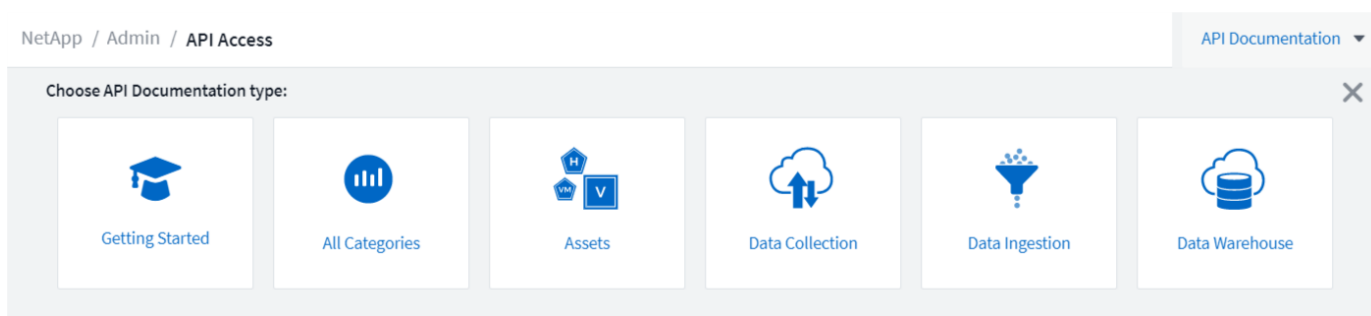 NetApp / Admin / API Access
API Documentation
Choose API Documentation type:
H
VM
V
Getting Started
All Categories
Assets
Data Collection
Data Ingestion
Data Warehouse